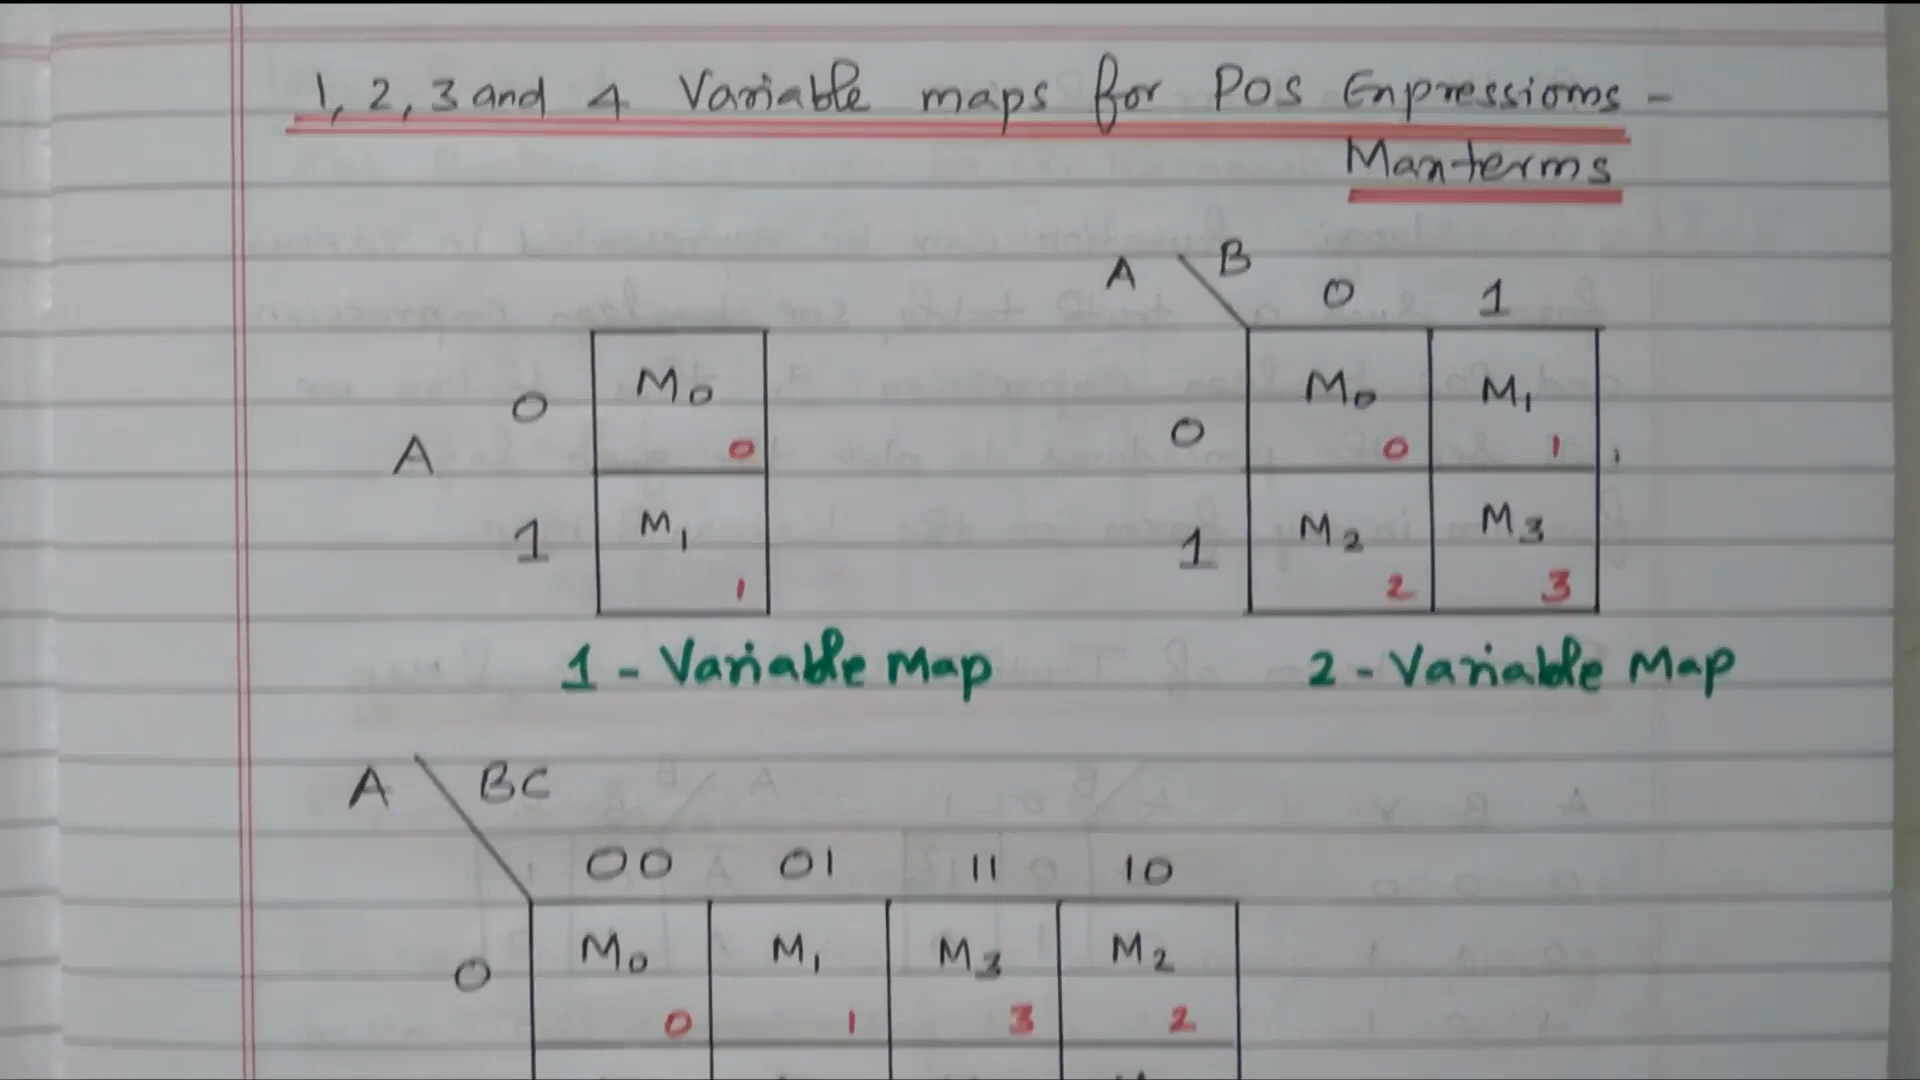 1, 2, 3 and 4 Variable maps for POS Expressions -
Maxterms
A B
0 1
0 M0 0
A
1 M1 1
0 M0 0 M1 1
1 M2 2 M3 3
1 - Variable Map
2 - Variable Map
A BC
00 01 11 10
0 M0 0 M1 1 M3 3 M2 2